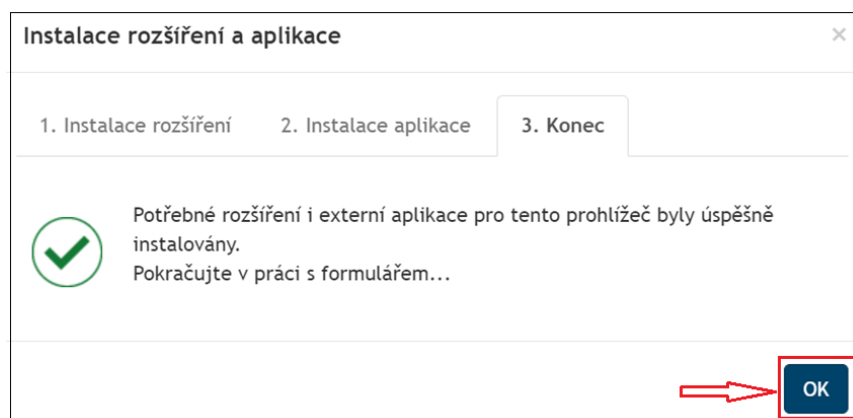 Instalace rozšíření a aplikace
×
1. Instalace rozšíření 2. Instalace aplikace 3. Konec
Potřebné rozšíření i externí aplikace pro tento prohlížeč byly úspěšně
instalovány.
Pokračujte v práci s formulářem...
OK